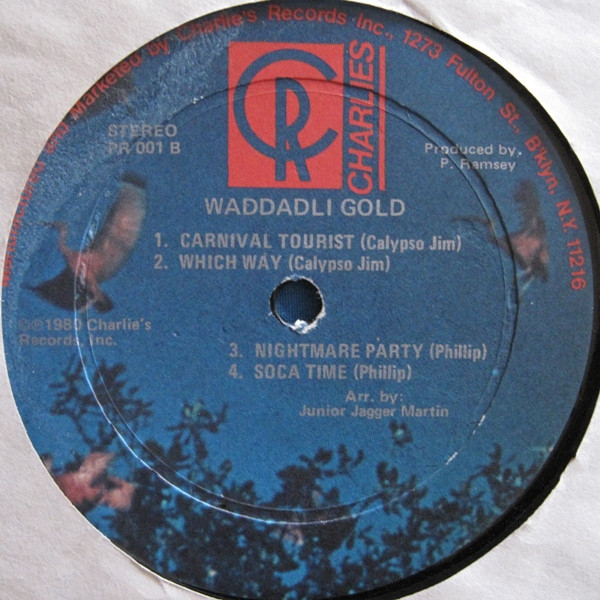 and Marketed by Charlie's Records Inc., 1273 Fulton St., B'klyn, N.Y. 11216
CR
CHARLIES
STEREO
PR 001 B
Produced by
P. Ramsey
WADDADLI GOLD
1. CARNIVAL TOURIST (Calypso Jim)
2. WHICH WAY (Calypso Jim)
©℗1980 Charlie's
Records, Inc.
3. NIGHTMARE PARTY (Phillip)
4. SOCA TIME (Phillip)
Arr. by:
Junior Jagger Martin